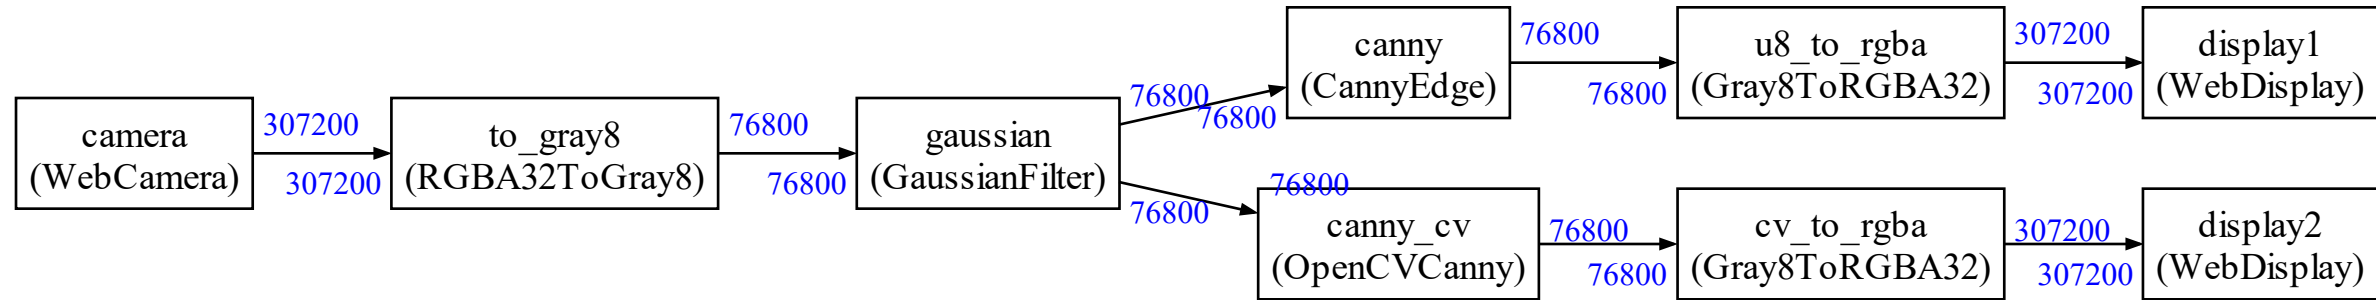 camera
(WebCamera)
307200
307200
to_gray8
(RGBA32ToGray8)
76800
76800
gaussian
(GaussianFilter)
76800
76800
canny
(CannyEdge)
76800
76800
u8_to_rgba
(Gray8ToRGBA32)
307200
307200
display1
(WebDisplay)
76800
76800
canny_cv
(OpenCVCanny)
76800
76800
cv_to_rgba
(Gray8ToRGBA32)
307200
307200
display2
(WebDisplay)